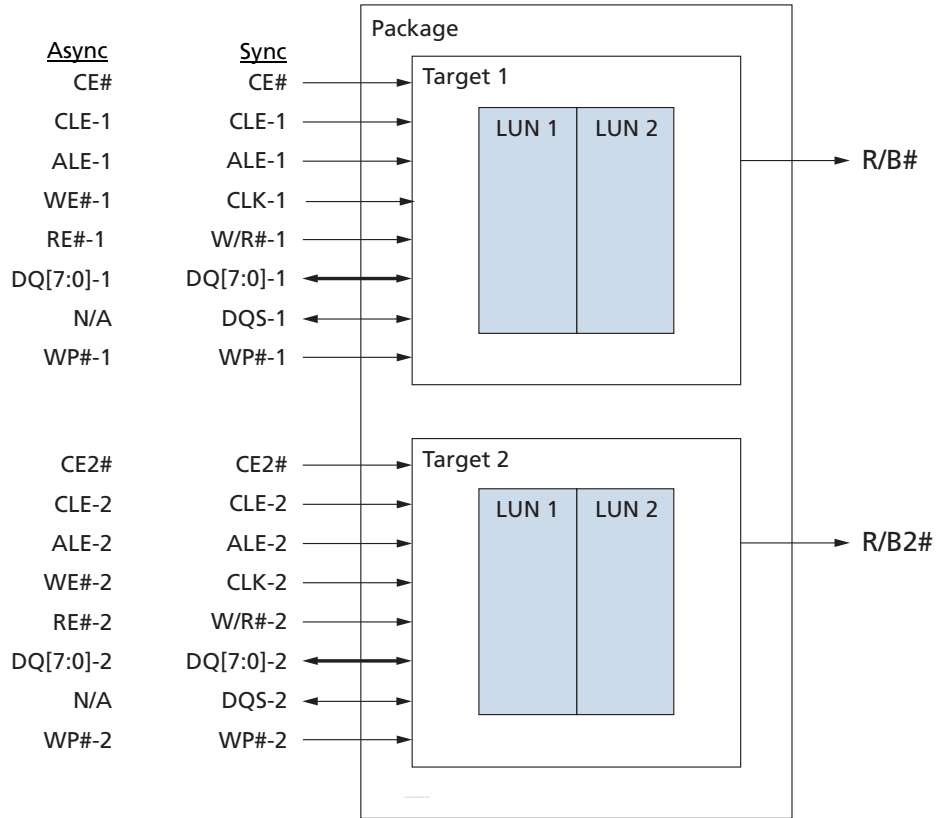 Package
Async Sync
CE# CE# Target 1
CLE-1 CLE-1 LUN 1 LUN 2
ALE-1 ALE-1 R/B#
WE#-1 CLK-1
RE#-1 W/R#-1
DQ[7:0]-1 DQ[7:0]-1
N/A DQS-1
WP#-1 WP#-1
CE2# CE2# Target 2
CLE-2 CLE-2 LUN 1 LUN 2
ALE-2 ALE-2 R/B2#
WE#-2 CLK-2
RE#-2 W/R#-2
DQ[7:0]-2 DQ[7:0]-2
N/A DQS-2
WP#-2 WP#-2